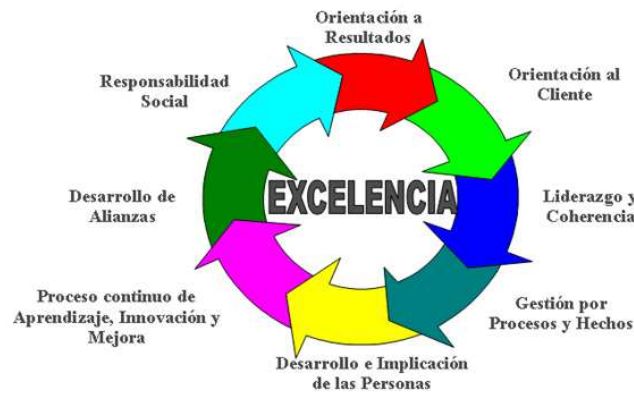 Orientación a
Resultados
Orientación al
Cliente
Liderazgo y
Coherencia
Gestión por
Procesos y Hechos
Desarrollo e Implicación
de las Personas
Proceso continuo de
Aprendizaje, Innovación y
Mejora
Desarrollo de
Alianzas
Responsabilidad
Social
EXCELENCIA